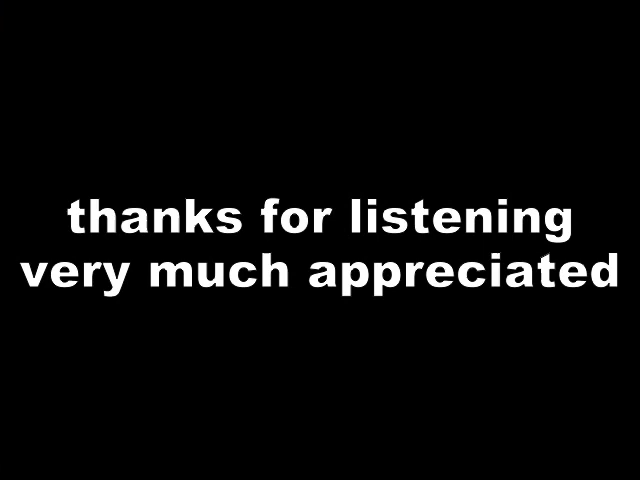 thanks for listening
very much appreciated